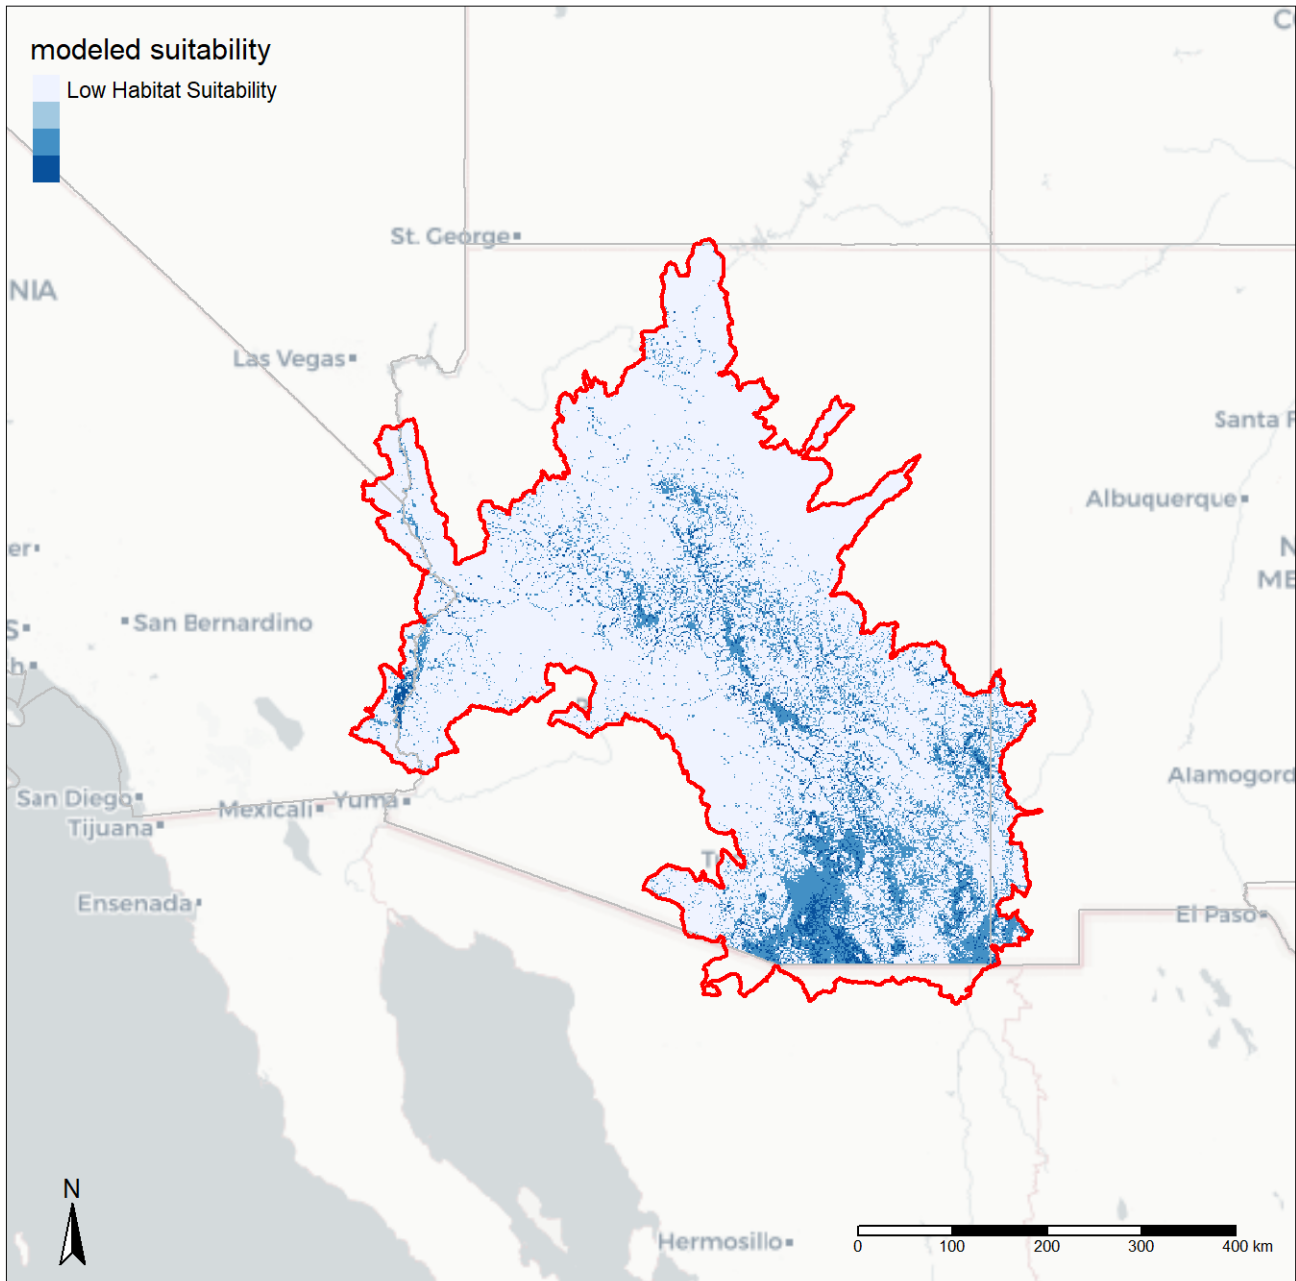 modeled suitability
Low Habitat Suitability
St. George
NIA
Las Vegas
Santa F
Albuquerque
N
ME
er
San Bernardino
S
h
Alamogord
San Diego
Mexicali
Yuma
Tijuana
T
Ensenada
El Paso
N
Hermosillo
0 100 200 300 400 km